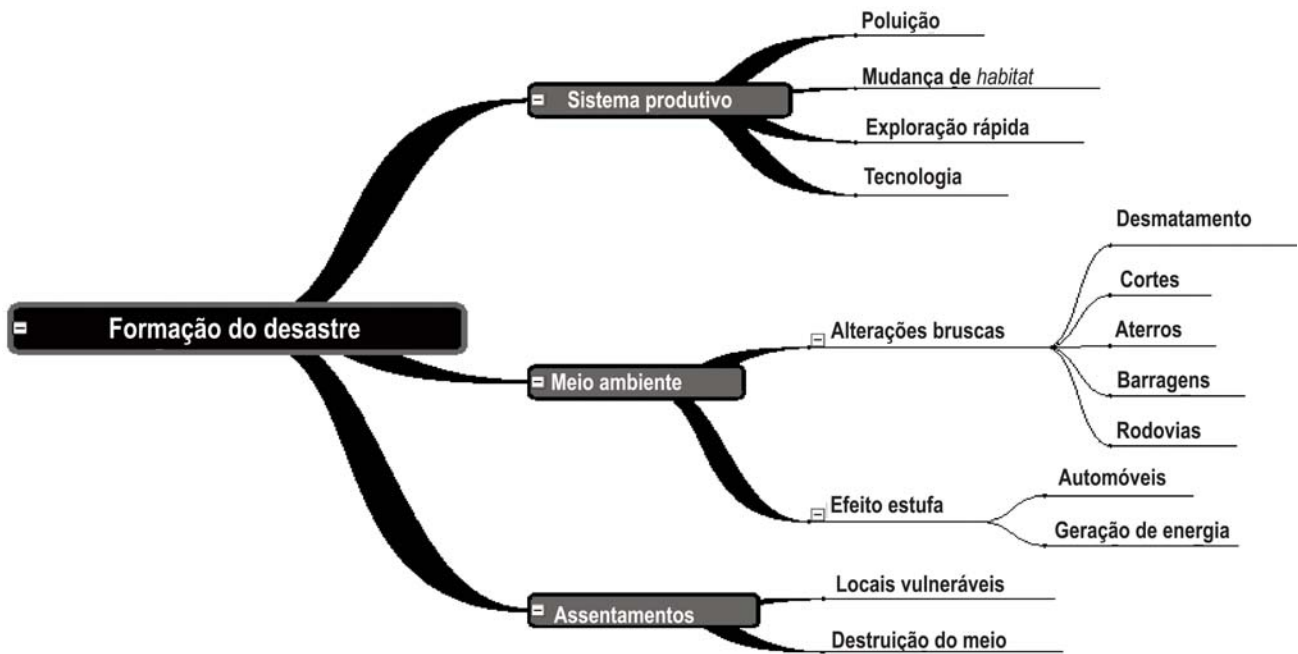 Formação do desastre
Sistema produtivo
Poluição
Mudança de habitat
Exploração rápida
Tecnologia
Meio ambiente
Alterações bruscas
Desmatamento
Cortes
Aterros
Barragens
Rodovias
Efeito estufa
Automóveis
Geração de energia
Assentamentos
Locais vulneráveis
Destruição do meio